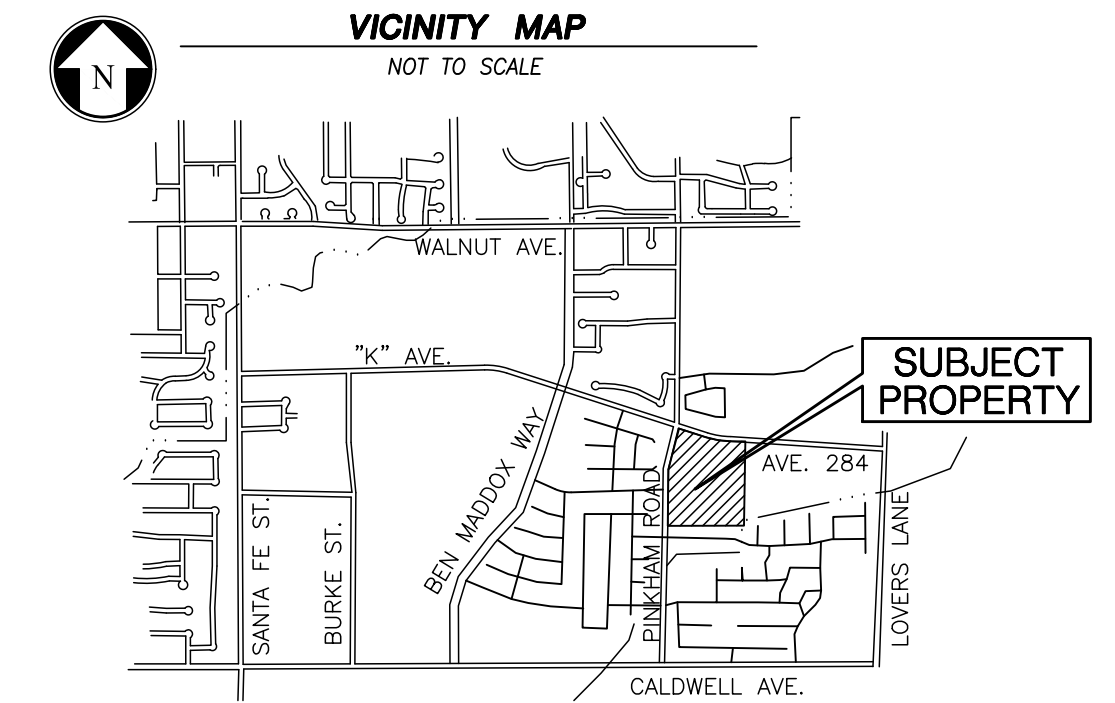 VICINITY MAP
NOT TO SCALE
N
WALNUT AVE.
"K" AVE.
SUBJECT
PROPERTY
AVE. 284
BEN MADDOX WAY
PINKHAM ROAD
LOVERS LANE
SANTA FE ST.
BURKE ST.
CALDWELL AVE.